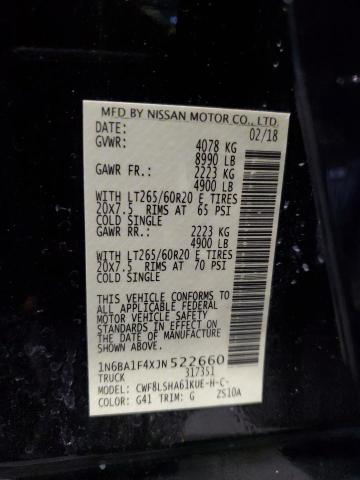 MFD BY NISSAN MOTOR CO., LTD.
DATE: 02/18
GVWR: 4078 KG
8990 LB
GAWR FR.: 2223 KG
4900 LB
WITH LT265/60R20 E TIRES
20X7.5 RIMS AT 65 PSI
COLD SINGLE
GAWR RR.: 2223 KG
4900 LB
WITH LT265/60R20 E TIRES
20X7.5 RIMS AT 70 PSI
COLD SINGLE
THIS VEHICLE CONFORMS TO
ALL APPLICABLE FEDERAL
MOTOR VEHICLE SAFETY
STANDARDS IN EFFECT ON
THE DATE OF MANUFACTURE
SHOWN ABOVE.
1N6BA1F4XJN522660
TRUCK 317351
MODEL: CWF8LSHA61KUE-H-C-
COLOR: G41 TRIM: G ZS10A